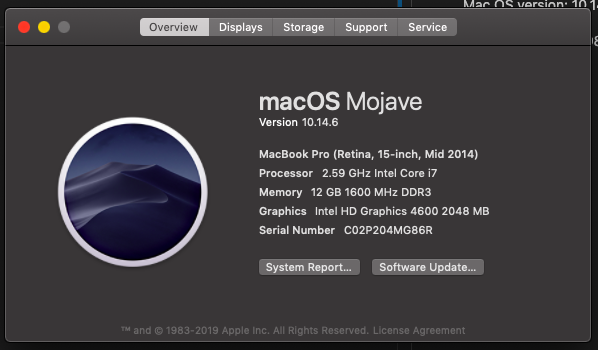 Mac OS version: 10.14
Overview Displays Storage Support Service
macOS Mojave
Version 10.14.6
MacBook Pro (Retina, 15-inch, Mid 2014)
Processor 2.59 GHz Intel Core i7
Memory 12 GB 1600 MHz DDR3
Graphics Intel HD Graphics 4600 2048 MB
Serial Number C02P204MG86R
System Report... Software Update...
™ and © 1983-2019 Apple Inc. All Rights Reserved. License Agreement